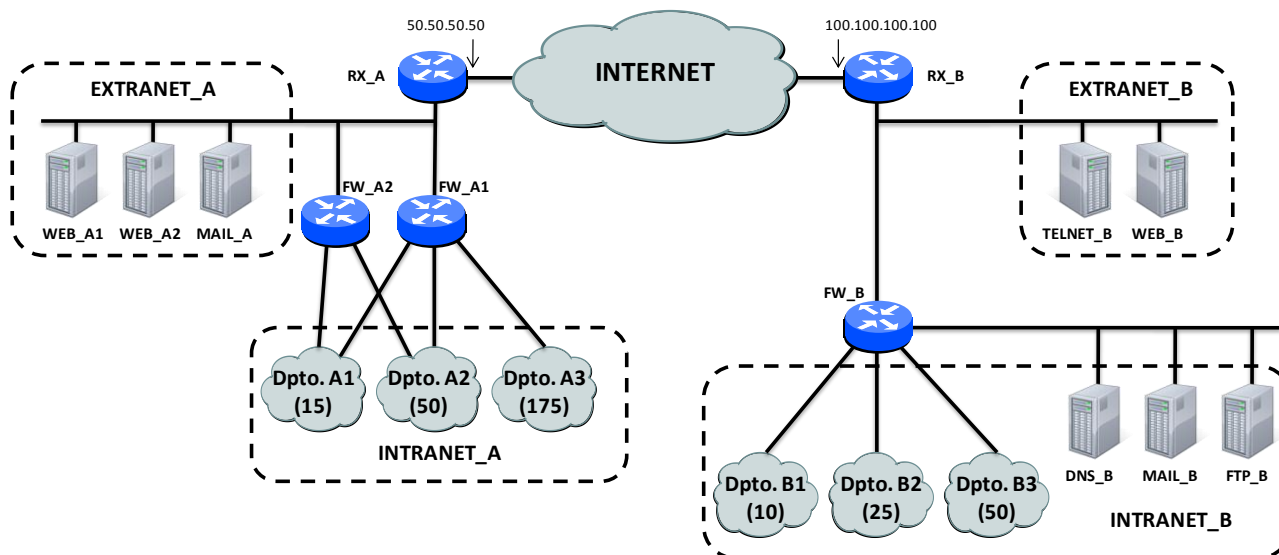 50.50.50.50
100.100.100.100
INTERNET
RX_A
RX_B
EXTRANET_A
EXTRANET_B
FW_A2
FW_A1
WEB_A1
WEB_A2
MAIL_A
TELNET_B
WEB_B
FW_B
Dpto. A1
(15)
Dpto. A2
(50)
Dpto. A3
(175)
INTRANET_A
DNS_B
MAIL_B
FTP_B
Dpto. B1
(10)
Dpto. B2
(25)
Dpto. B3
(50)
INTRANET_B